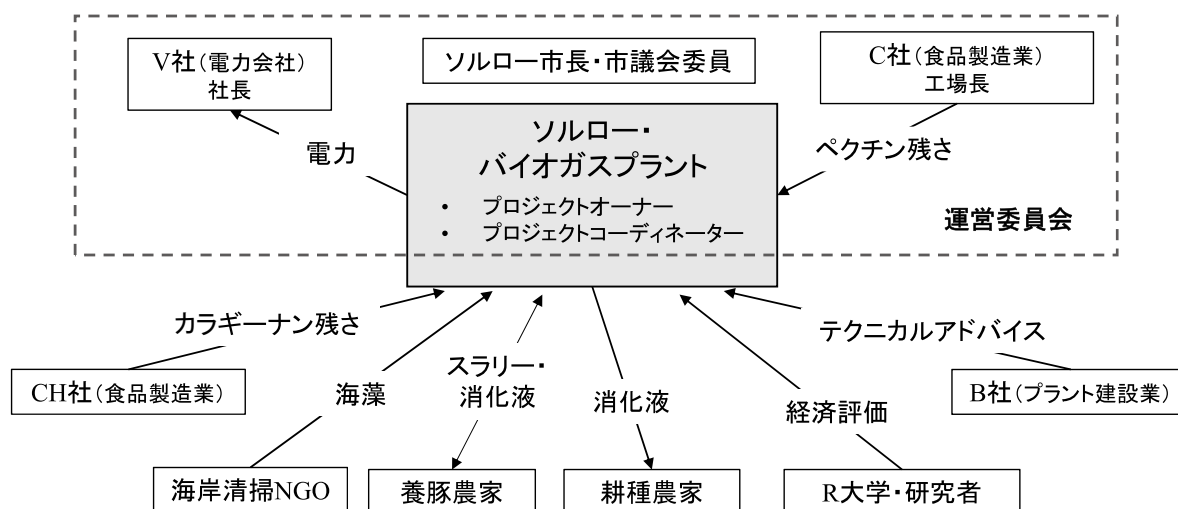 V社（電力会社）
社長
ソルロー市長・市議会委員
C社（食品製造業）
工場長
電力
ソルロー・
バイオガスプラント
• プロジェクトオーナー
• プロジェクトコーディネーター
ペクチン残さ
運営委員会
カラギーナン残さ
テクニカルアドバイス
CH社（食品製造業）
海藻
スラリー・
消化液
消化液
経済評価
B社（プラント建設業）
海岸清掃NGO
養豚農家
耕種農家
R大学・研究者